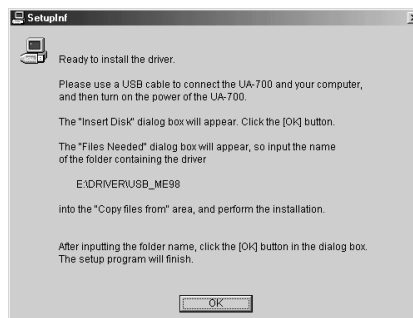 SetupInf
Ready to install the driver.
Please use a USB cable to connect the UA-700 and your computer,
and then turn on the power of the UA-700.
The "Insert Disk" dialog box will appear. Click the [OK] button.
The "Files Needed" dialog box will appear, so input the name
of the folder containing the driver
E:\DRIVER\USB_ME98
into the "Copy files from" area, and perform the installation.
After inputting the folder name, click the [OK] button in the dialog box.
The setup program will finish.
OK